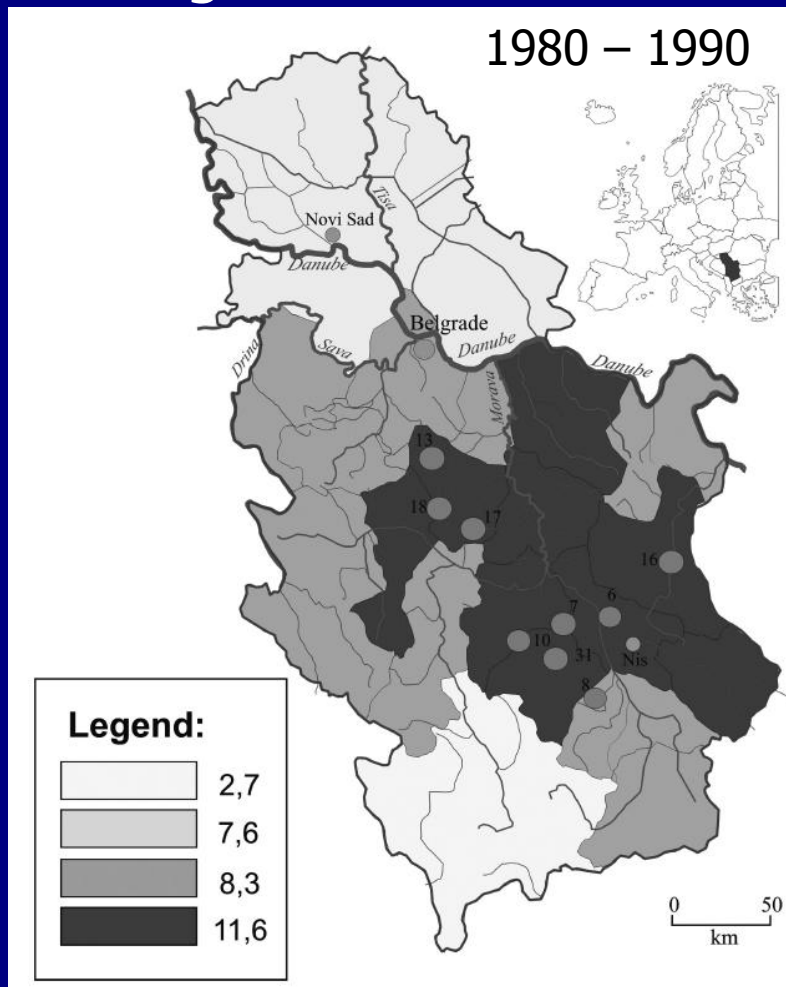 1980 – 1990
Tisa
Novi Sad
Danube
Belgrade
Drina
Sava
Danube
Danube
Morava
13
18
17
16
6
7
10
31
Nis
8
Legend:
2,7
7,6
8,3
11,6
0 50
km